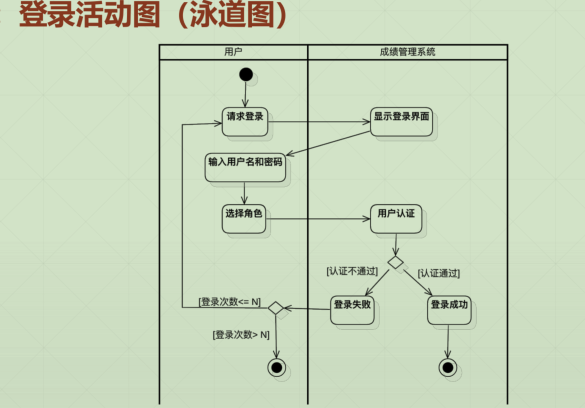 登录活动图（泳道图）
用户
成绩管理系统
请求登录
显示登录界面
输入用户名和密码
选择角色
用户认证
[认证不通过]
[认证通过]
[登录次数<= N]
登录失败
登录成功
[登录次数> N]